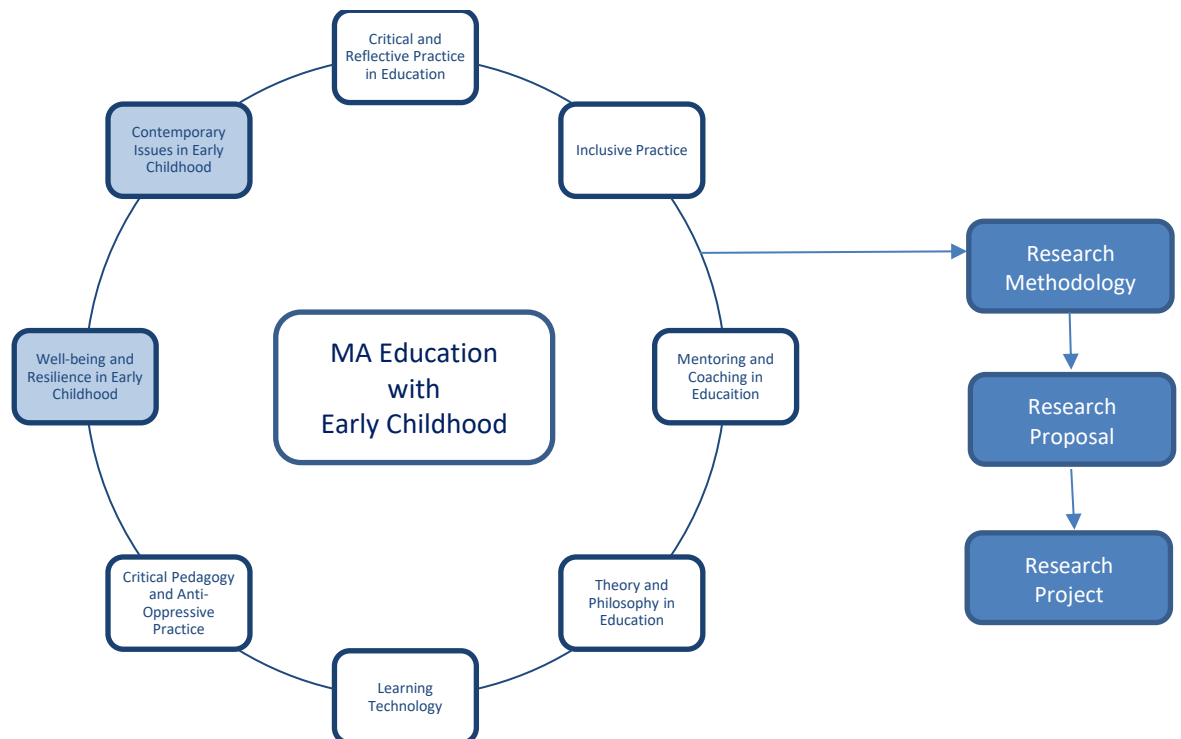 Critical and
Reflective Practice
in Education
Contemporary
Issues in Early
Childhood
Inclusive Practice
Research
Methodology
Well-being and
Resilience in Early
Childhood
MA Education
with
Early Childhood
Mentoring and
Coaching in
Educaition
Research
Proposal
Critical Pedagogy
and Anti-
Oppressive
Practice
Theory and
Philosophy in
Education
Research
Project
Learning
Technology